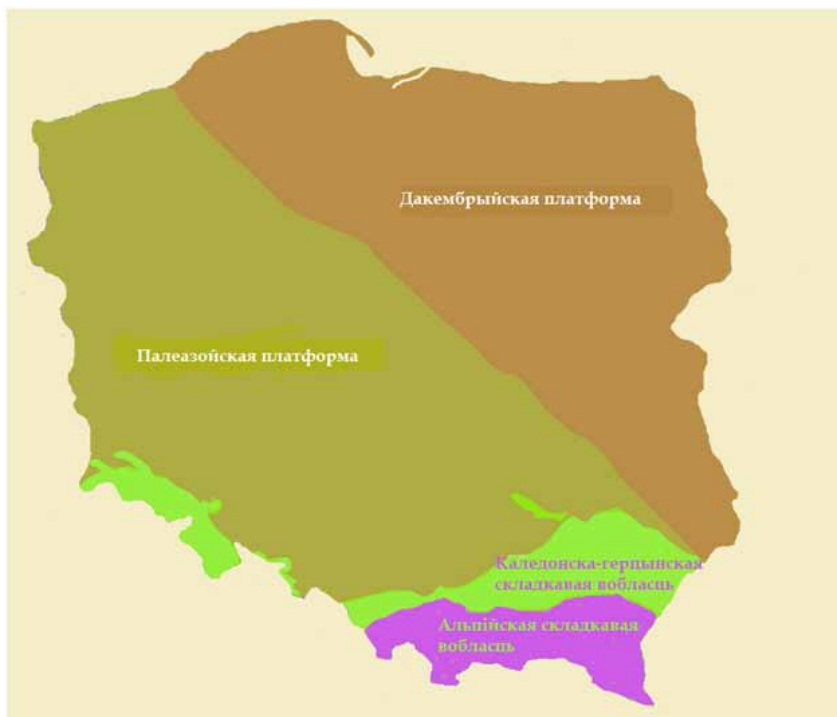 Дакембрыйская платформа
Палеазойская платформа
Каледонска-герцынская
складкавая вобласць
Альпійская складкавая
вобласць